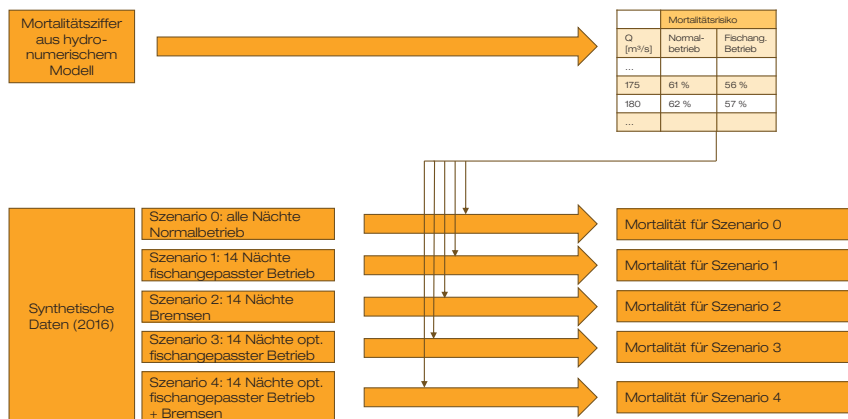 Mortalitätsziffer
aus hydro-
numerischem
Modell
Mortalitätsrisiko
Q
[m³/s]
Normal-
betrieb
Fischang.
Betrieb
...
175 61 % 56 %
180 62 % 57 %
...
Synthetische
Daten (2016)
Szenario 0: alle Nächte
Normalbetrieb
Mortalität für Szenario 0
Szenario 1: 14 Nächte
fischangepasster Betrieb
Mortalität für Szenario 1
Szenario 2: 14 Nächte
Bremsen
Mortalität für Szenario 2
Szenario 3: 14 Nächte opt.
fischangepasster Betrieb
Mortalität für Szenario 3
Szenario 4: 14 Nächte opt.
fischangepasster Betrieb
+ Bremsen
Mortalität für Szenario 4